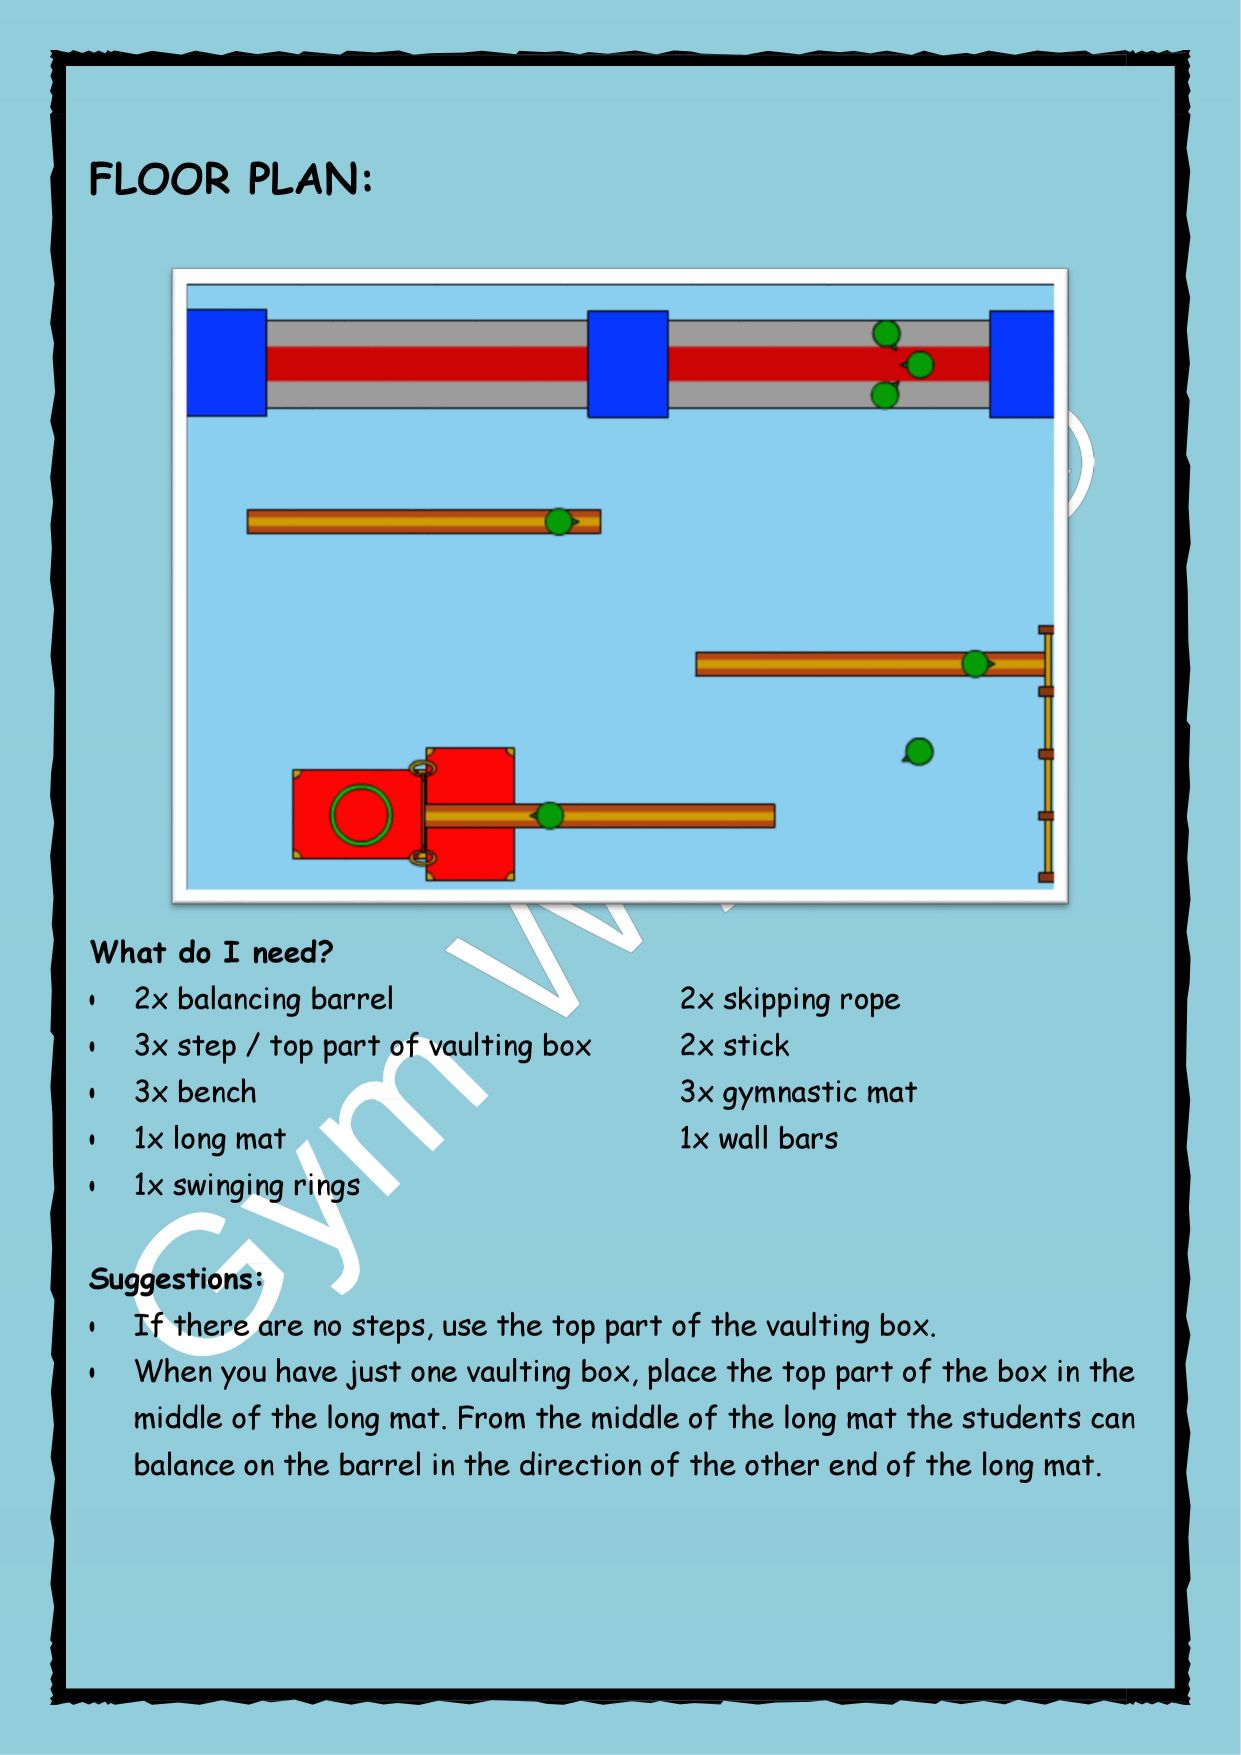 FLOOR PLAN:
What do I need?
• 2x balancing barrel 2x skipping rope
• 3x step / top part of vaulting box 2x stick
• 3x bench 3x gymnastic mat
• 1x long mat 1x wall bars
• 1x swinging rings
Suggestions:
• If there are no steps, use the top part of the vaulting box.
• When you have just one vaulting box, place the top part of the box in the
middle of the long mat. From the middle of the long mat the students can
balance on the barrel in the direction of the other end of the long mat.
Gym